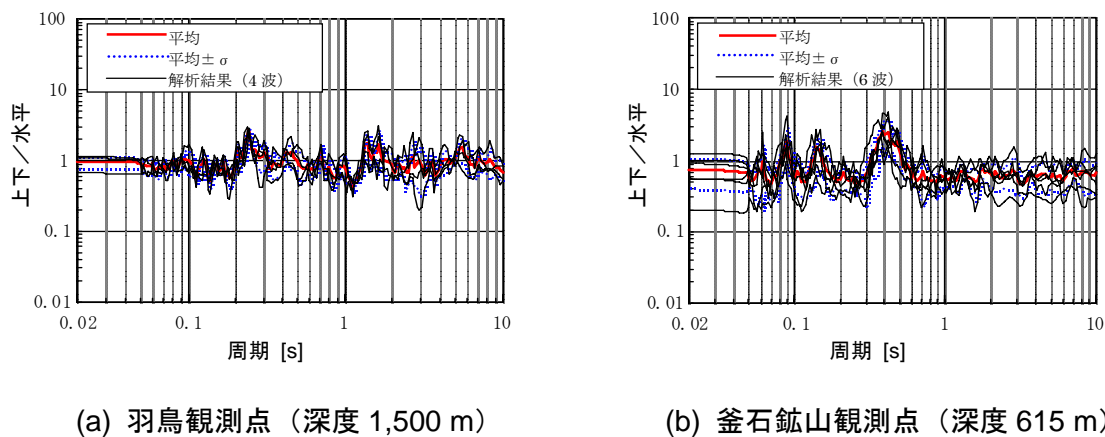 100
10
1
0.1
0.01
上下／水平
平均
平均±σ
解析結果（4 波）
0.02
0.1
1
10
周期 [s]
(a) 羽鳥観測点（深度 1,500 m）
100
10
1
0.1
0.01
上下／水平
平均
平均±σ
解析結果（6 波）
0.02
0.1
1
10
周期 [s]
(b) 釜石鉱山観測点（深度 615 m）